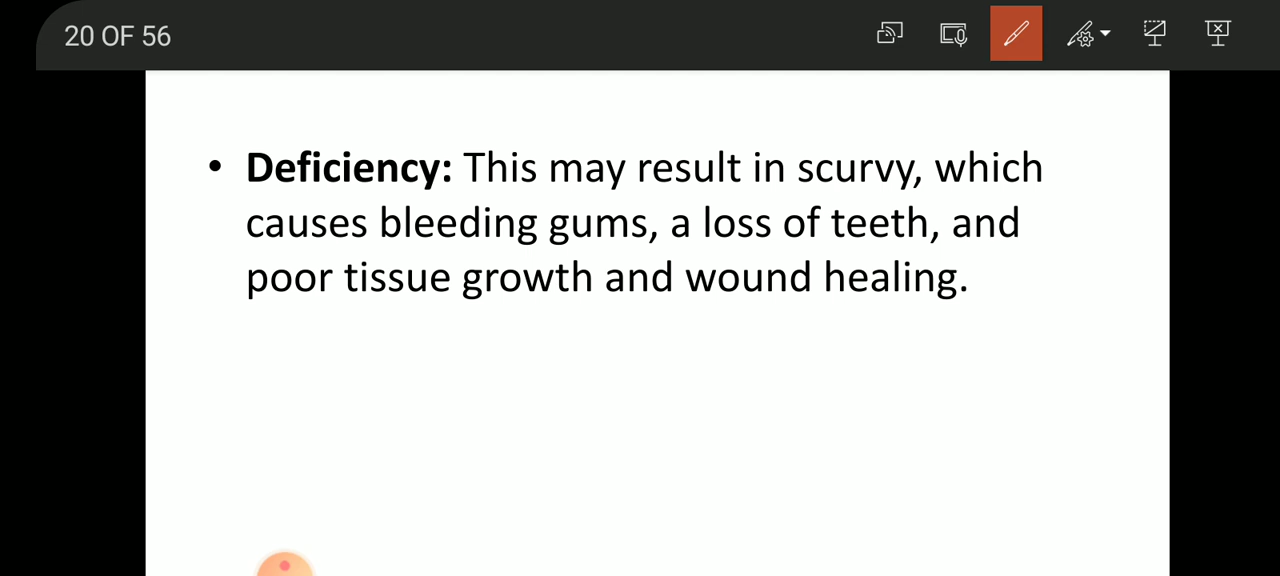 20 OF 56
• Deficiency: This may result in scurvy, which
causes bleeding gums, a loss of teeth, and
poor tissue growth and wound healing.